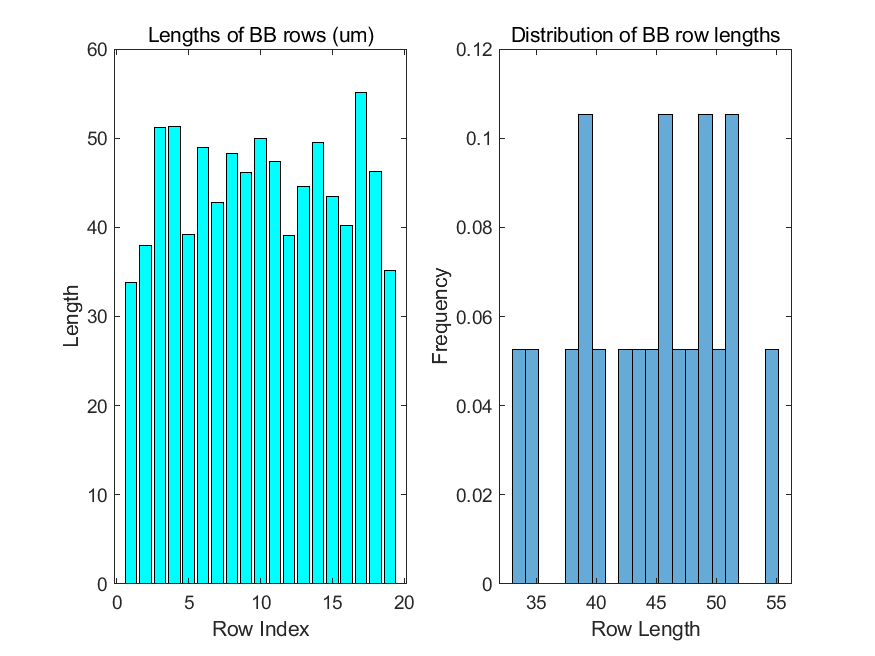 Lengths of BB rows (um)
60
50
40
30
20
10
0
Length
0 5 10 15 20
Row Index
Distribution of BB row lengths
0.12
0.1
0.08
0.06
0.04
0.02
0
Frequency
35 40 45 50 55
Row Length